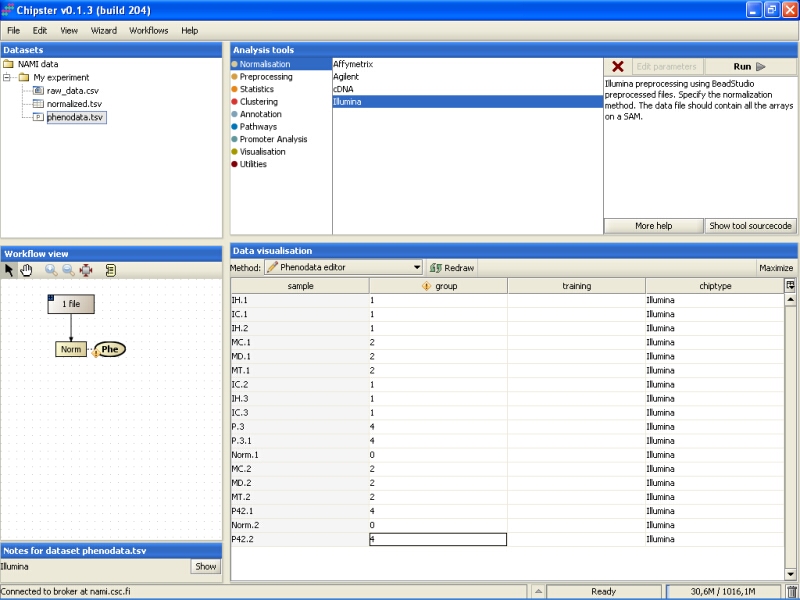 Chipster v0.1.3 (build 204)
File Edit View Wizard Workflows Help
Datasets
NAMI data
My experiment
raw_data.csv
normalized.tsv
phenodata.tsv
Analysis tools
Normalisation
Preprocessing
Statistics
Clustering
Annotation
Pathways
Promoter Analysis
Visualisation
Utilities
Affymetrix
Agilent
cDNA
Illumina
Edit parameters Run
Illumina preprocessing using BeadStudio
preprocessed files. Specify the normalization
method. The data file should contain all the arrays
on a SAM.
More help Show tool sourcecode
Workflow view
1 file
Norm Phe
Notes for dataset phenodata.tsv
Illumina Show
Data visualisation
Method: Phenodata editor Redraw Maximize
sample group training chiptype
IH.1 1 Illumina
IC.1 1 Illumina
IH.2 1 Illumina
MC.1 2 Illumina
MD.1 2 Illumina
MT.1 2 Illumina
IC.2 1 Illumina
IH.3 1 Illumina
IC.3 1 Illumina
P.3 4 Illumina
P.3.1 4 Illumina
Norm.1 0 Illumina
MC.2 2 Illumina
MD.2 2 Illumina
MT.2 2 Illumina
P42.1 4 Illumina
Norm.2 0 Illumina
P42.2 4 Illumina
Connected to broker at nami.csc.fi Ready 30,6M / 1016,1M